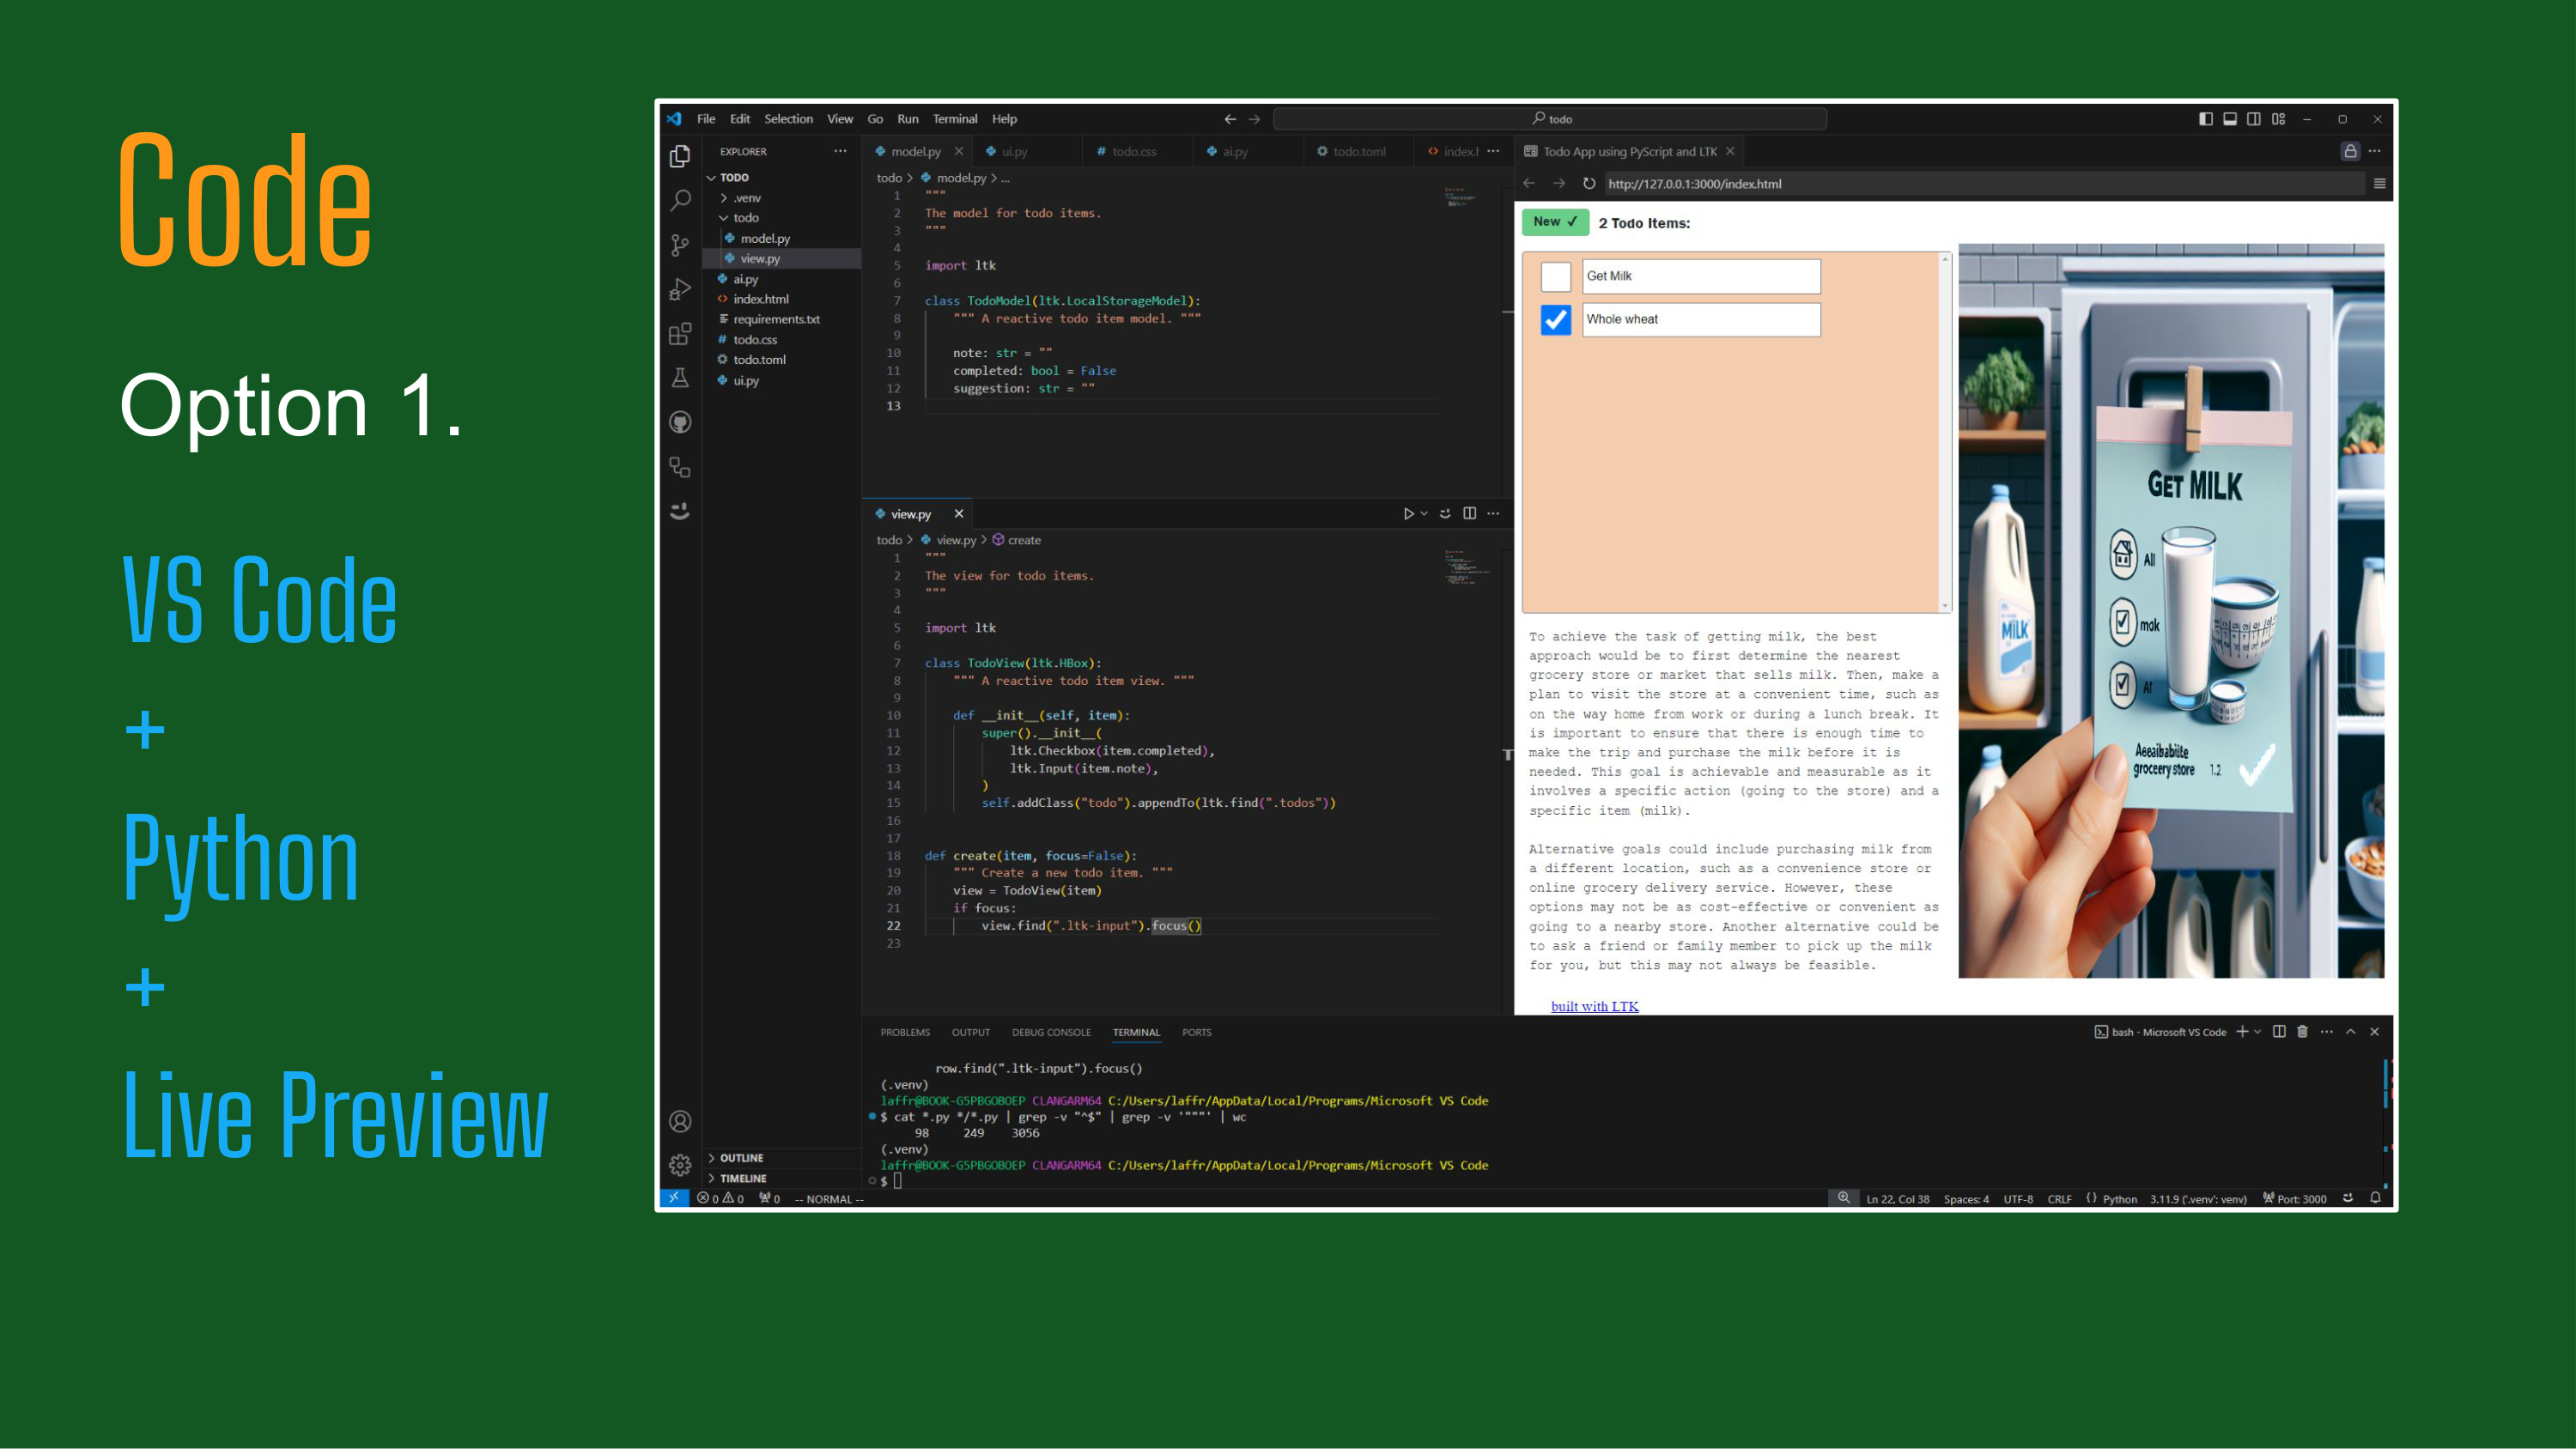 Code
Option 1.
VS Code
+
Python
+
Live Preview
File Edit Selection View Go Run Terminal Help
todo
EXPLORER
TODO
.venv
todo
model.py
view.py
ai.py
index.html
requirements.txt
todo.css
todo.toml
ui.py
OUTLINE
TIMELINE
model.py ui.py todo.css ai.py todo.toml
todo > model.py > ...
1 """
2 The model for todo items.
3 """
4
5 import ltk
6
7 class TodoModel(ltk.LocalStorageModel):
8 """ A reactive todo item model. """
9
10 note: str = ""
11 completed: bool = False
12 suggestion: str = ""
13
view.py
todo > view.py > create
1 """
2 The view for todo items.
3 """
4
5 import ltk
6
7 class TodoView(ltk.HBox):
8 """ A reactive todo item view. """
9
10 def __init__(self, item):
11 super().__init__(
12 ltk.Checkbox(item.completed),
13 ltk.Input(item.note),
14 )
15 self.addClass("todo").appendTo(ltk.find(".todos"))
16
17
18 def create(item, focus=False):
19 """ Create a new todo item. """
20 view = TodoView(item)
21 if focus:
22 view.find(".ltk-input").focus()
23
Todo App using PyScript and LTK
http://127.0.0.1:3000/index.html
New ✓ 2 Todo Items:
Get Milk
Whole wheat
To achieve the task of getting milk, the best
approach would be to first determine the nearest
grocery store or market that sells milk. Then, make a
plan to visit the store at a convenient time, such as
on the way home from work or during a lunch break. It
is important to ensure that there is enough time to
make the trip and purchase the milk before it is
needed. This goal is achievable and measurable as it
involves a specific action (going to the store) and a
specific item (milk).
Alternative goals could include purchasing milk from
a different location, such as a convenience store or
online grocery delivery service. However, these
options may not be as cost-effective or convenient as
going to a nearby store. Another alternative could be
to ask a friend or family member to pick up the milk
for you, but this may not always be feasible.
built with LTK
GET MILK
All
mok
At
MILK
Aeeaihabiite
groceery store 1.2
PROBLEMS OUTPUT DEBUG CONSOLE TERMINAL PORTS
bash - Microsoft VS Code
row.find(".ltk-input").focus()
(.venv)
laffr@BOOK-G5PBGOBOEP CLANGARM64 C:/Users/laffr/AppData/Local/Programs/Microsoft VS Code
$ cat *.py */*.py | grep -v "^$" | grep -v '"""' | wc
98 249 3056
(.venv)
laffr@BOOK-G5PBGOBOEP CLANGARM64 C:/Users/laffr/AppData/Local/Programs/Microsoft VS Code
$
0 0 0 -- NORMAL --
Ln 22, Col 38 Spaces: 4 UTF-8 CRLF {} Python 3.11.9 ('.venv': venv) Port: 3000